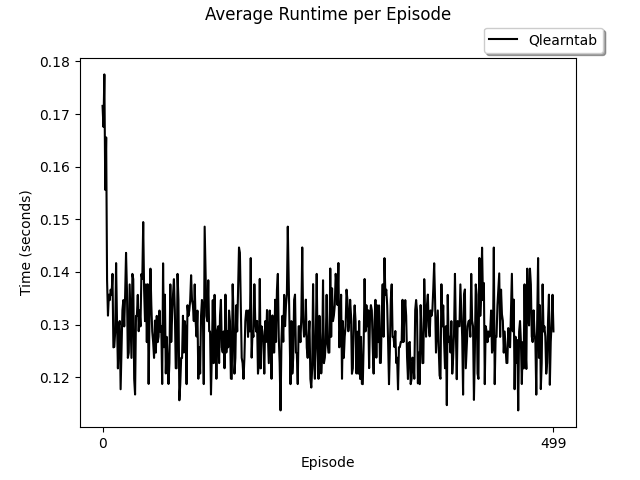 Average Runtime per Episode
Qlearntab
0.18
0.17
0.16
0.15
0.14
0.13
0.12
Time (seconds)
0
499
Episode